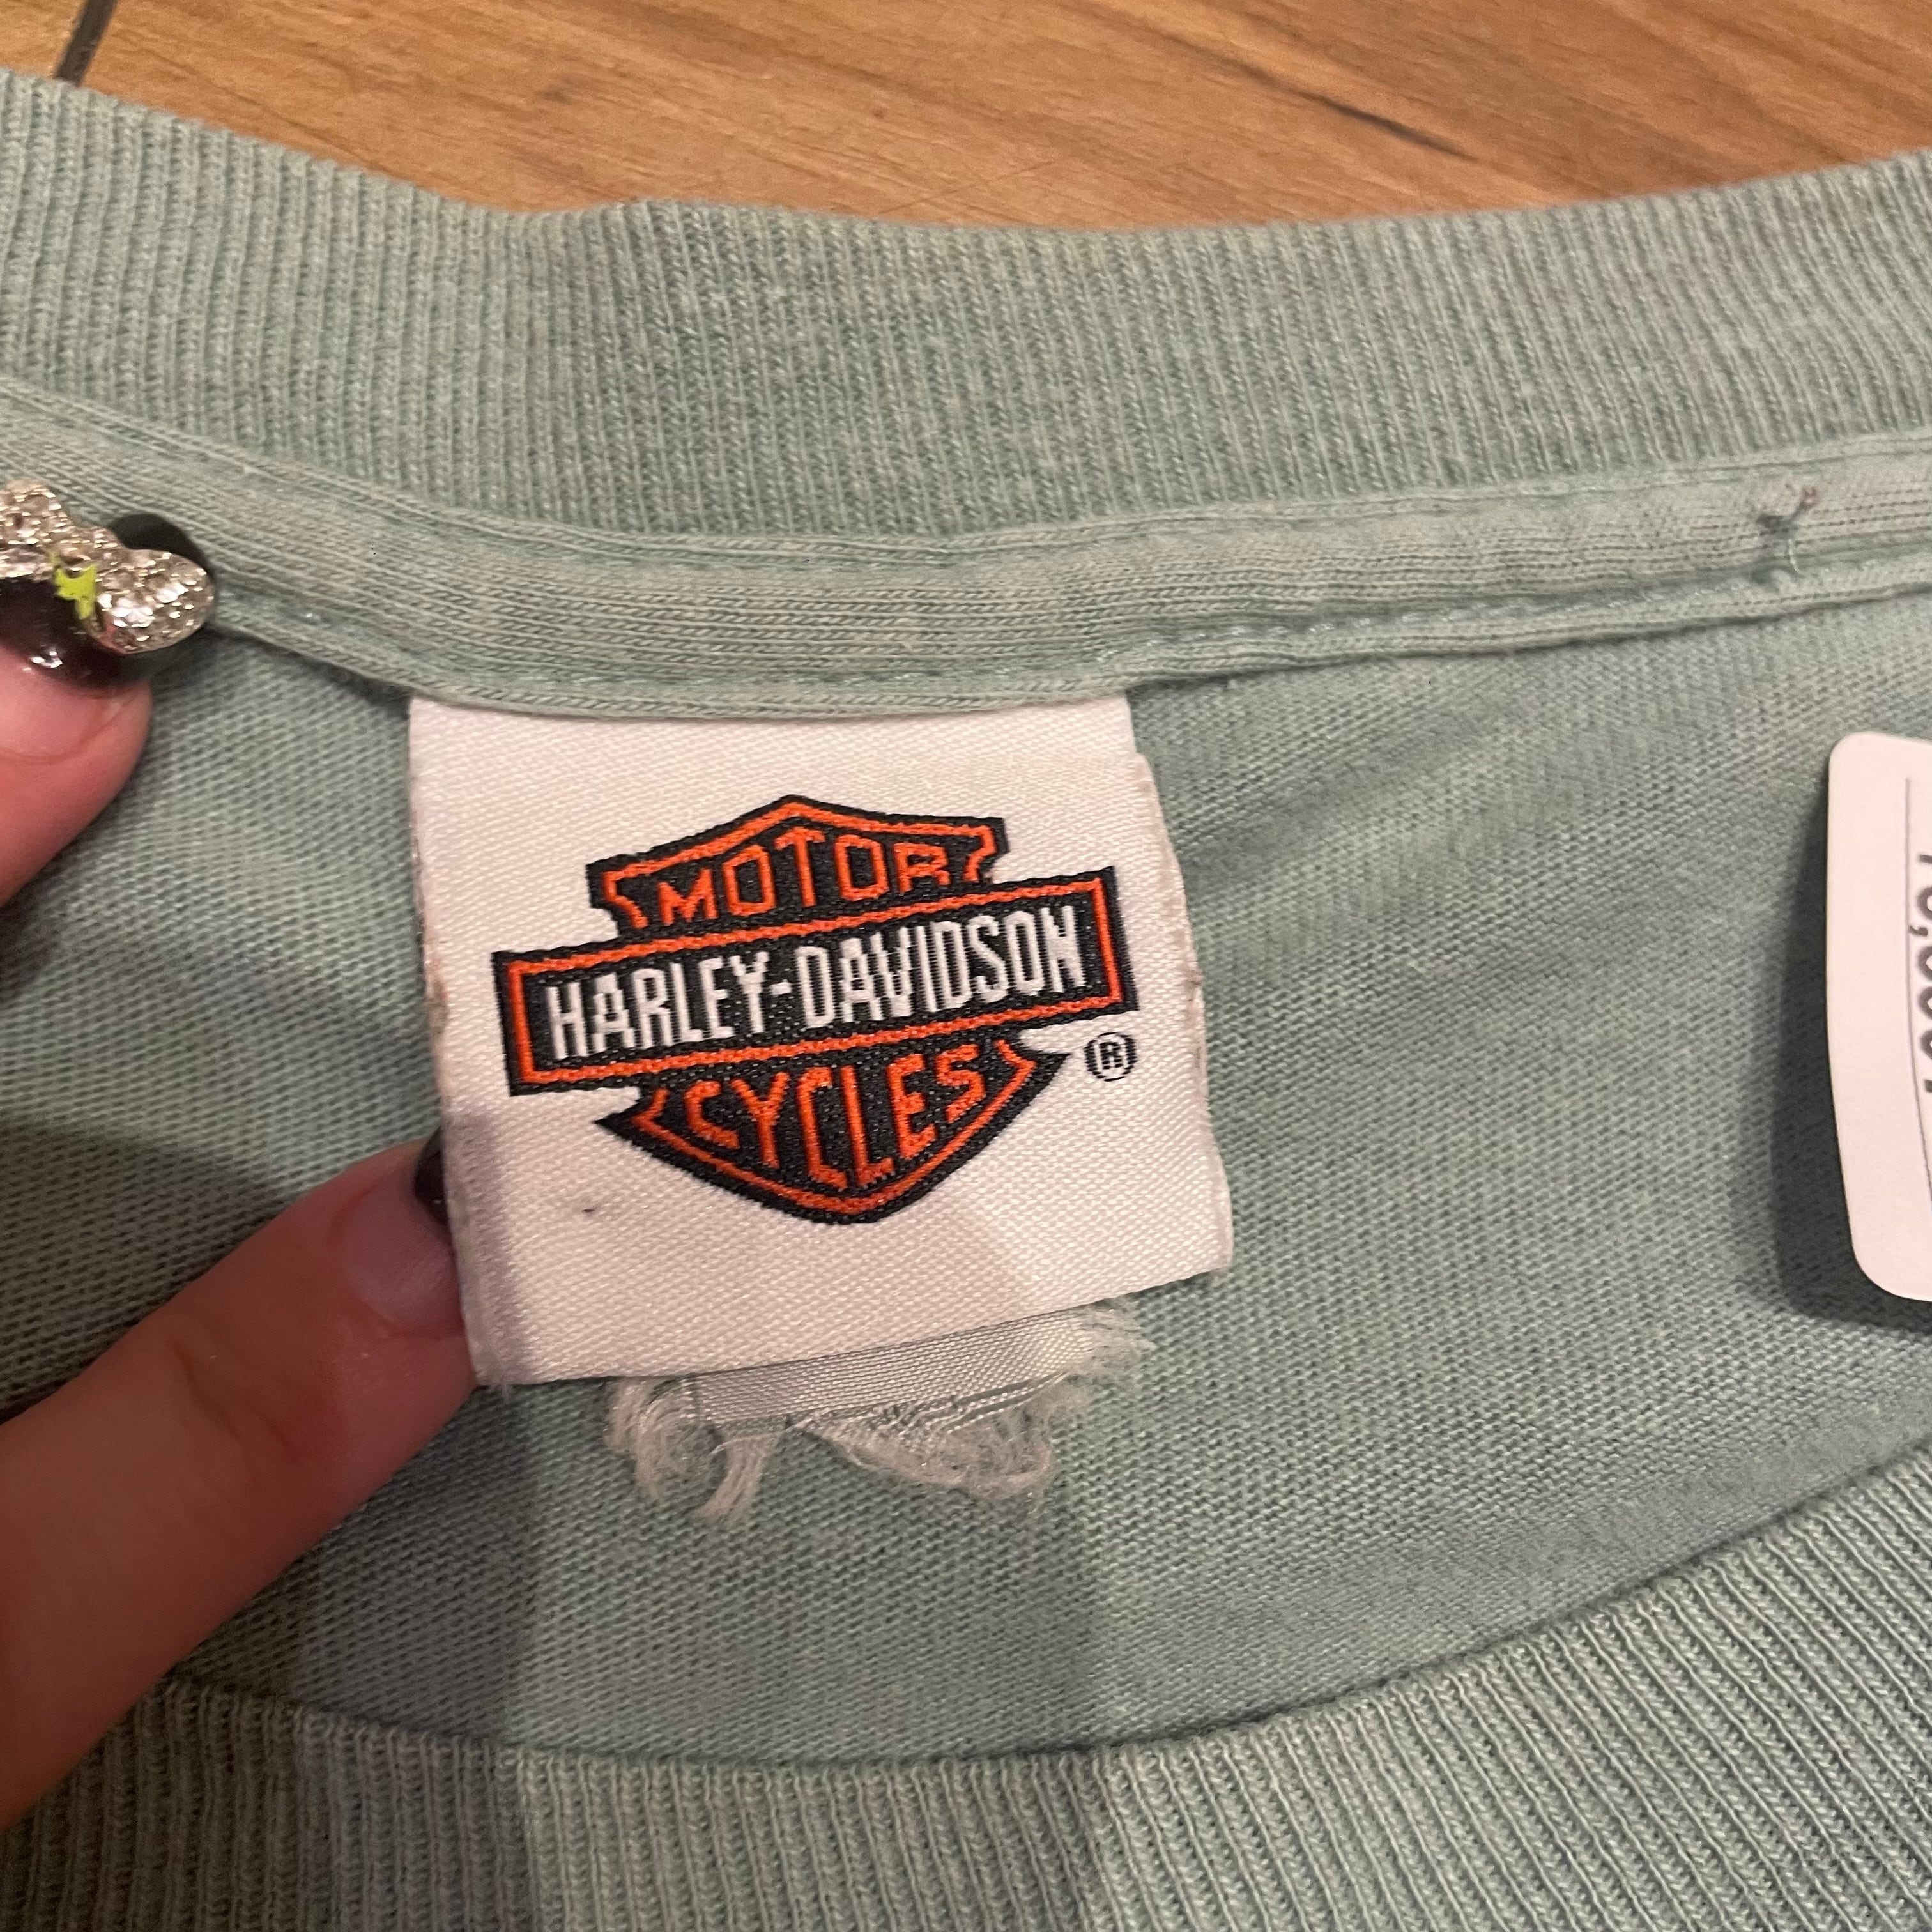 MOTOR
HARLEY-DAVIDSON
CYCLES
®